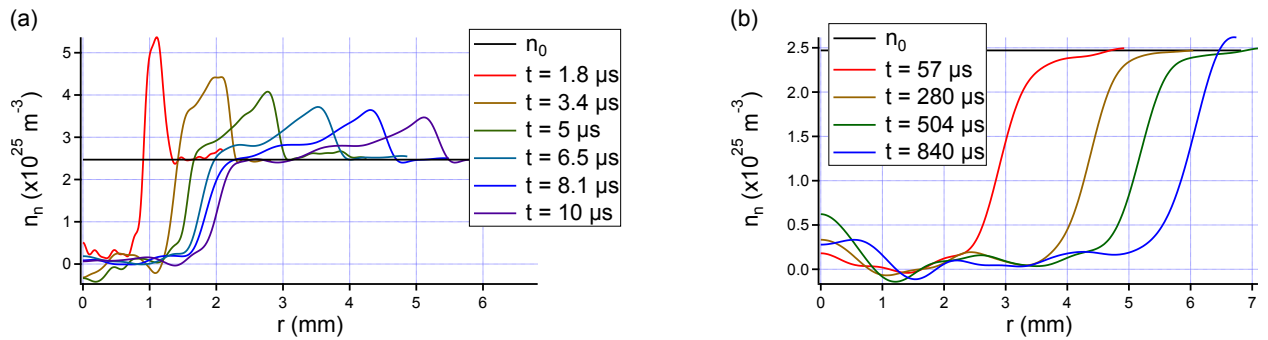 (a)
n_n (x10^25 m^-3)
5
4
3
2
1
0
0
1
2
3
4
5
6
r (mm)
n_0
t = 1.8 µs
t = 3.4 µs
t = 5 µs
t = 6.5 µs
t = 8.1 µs
t = 10 µs
(b)
n_n (x10^25 m^-3)
2.5
2.0
1.5
1.0
0.5
0.0
0
1
2
3
4
5
6
7
r (mm)
n_0
t = 57 µs
t = 280 µs
t = 504 µs
t = 840 µs